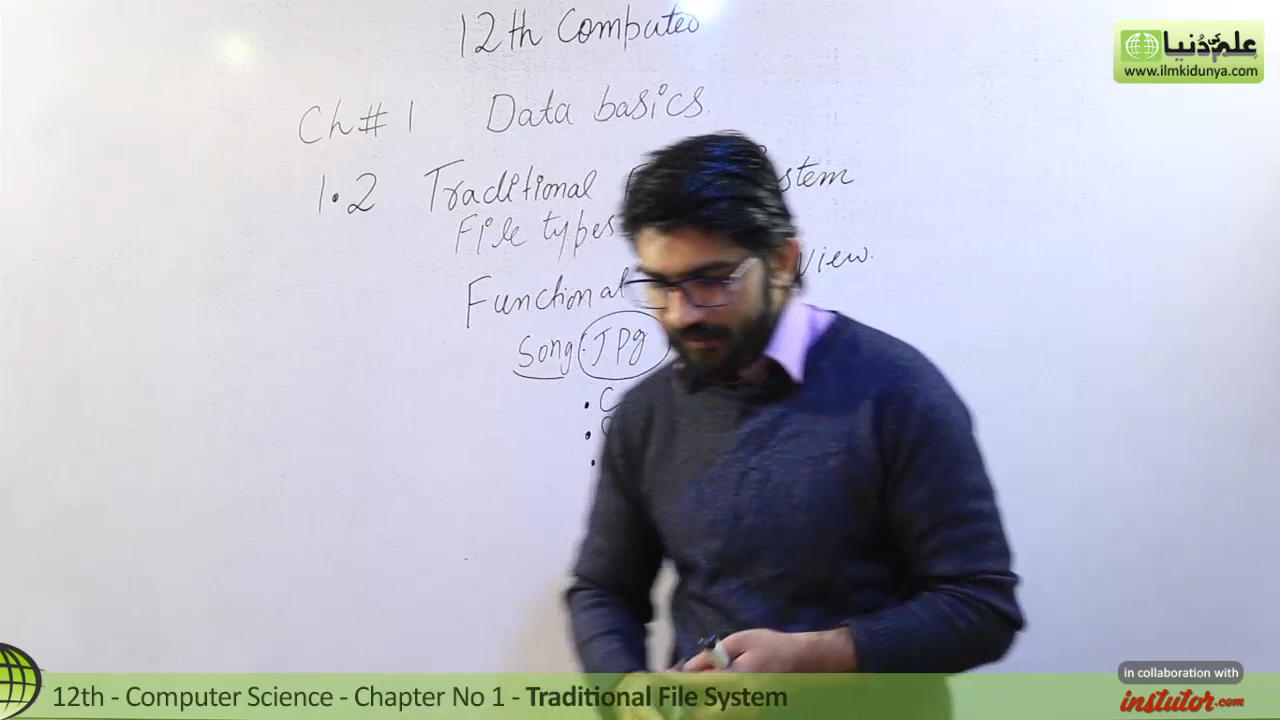 12th Computer
علم کی دُنیا
www.ilmkidunya.com
Ch# 1 Data basics.
1.2 Traditional stem
File types
Functional View.
Song .JPg
in collaboration with
instutor.com
12th - Computer Science - Chapter No 1 - Traditional File System